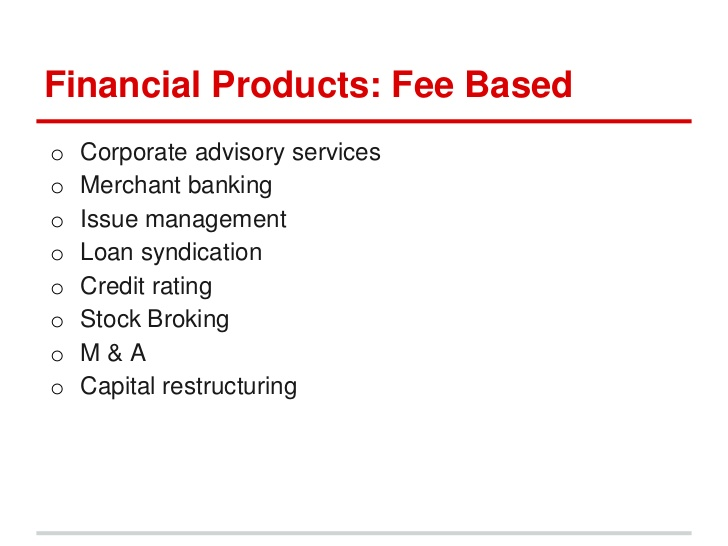 Financial Products: Fee Based
o Corporate advisory services
o Merchant banking
o Issue management
o Loan syndication
o Credit rating
o Stock Broking
o M & A
o Capital restructuring